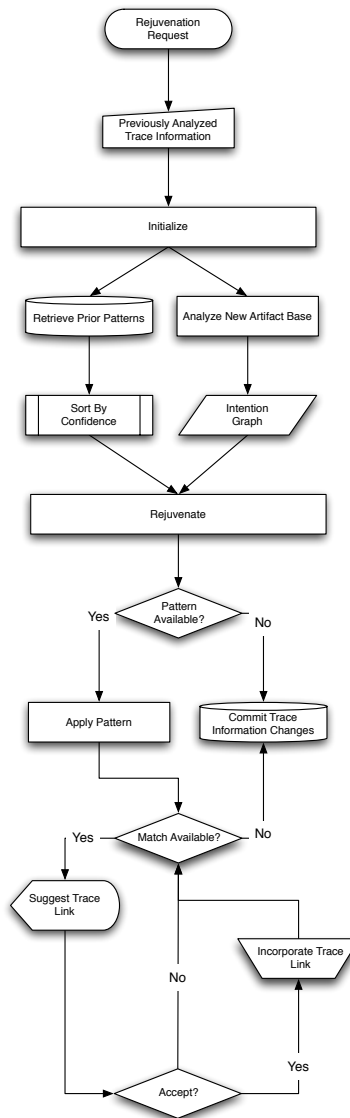 Rejuvenation
Request
Previously Analyzed
Trace Information
Initialize
Retrieve Prior Patterns
Analyze New Artifact Base
Sort By
Confidence
Intention
Graph
Rejuvenate
Pattern
Available?
Yes
No
Apply Pattern
Commit Trace
Information Changes
Match Available?
Yes
No
Suggest Trace
Link
Incorporate Trace
Link
No
Yes
Accept?